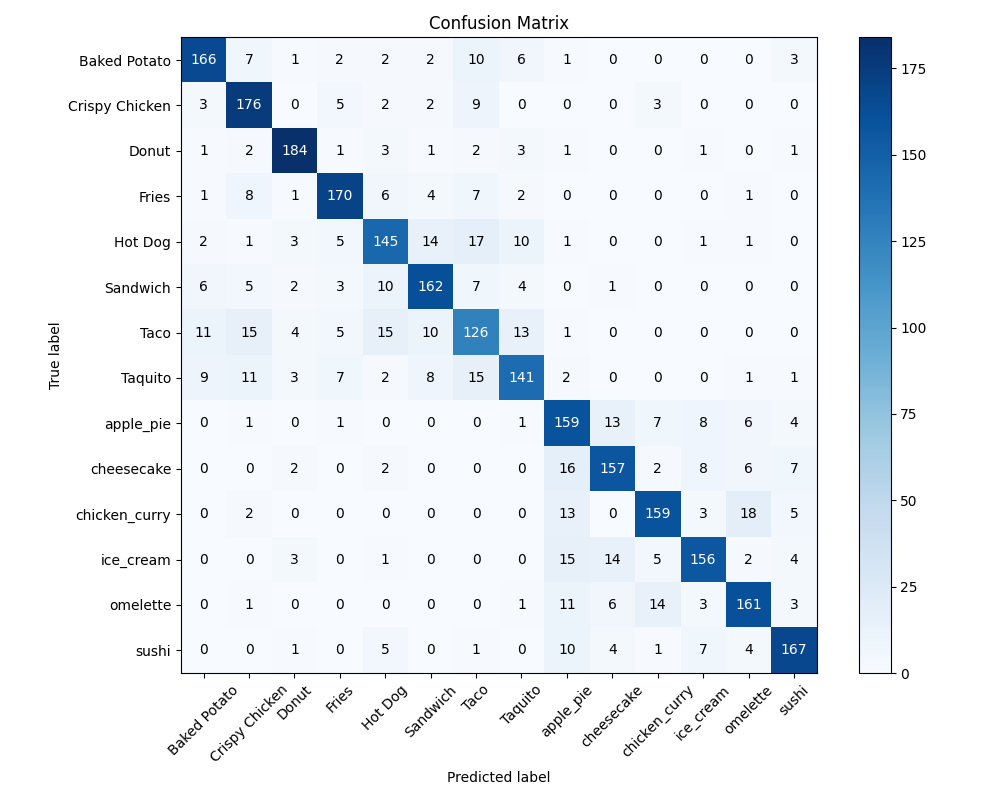 Confusion Matrix
Baked Potato 166 7 1 2 2 2 10 6 1 0 0 0 0 3
Crispy Chicken 3 176 0 5 2 2 9 0 0 0 3 0 0 0
Donut 1 2 184 1 3 1 2 3 1 0 0 1 0 1
Fries 1 8 1 170 6 4 7 2 0 0 0 0 1 0
Hot Dog 2 1 3 5 145 14 17 10 1 0 0 1 1 0
Sandwich 6 5 2 3 10 162 7 4 0 1 0 0 0 0
Taco 11 15 4 5 15 10 126 13 1 0 0 0 0 0
Taquito 9 11 3 7 2 8 15 141 2 0 0 0 1 1
apple_pie 0 1 0 1 0 0 0 1 159 13 7 8 6 4
cheesecake 0 0 2 0 2 0 0 0 16 157 2 8 6 7
chicken_curry 0 2 0 0 0 0 0 0 13 0 159 3 18 5
ice_cream 0 0 3 0 1 0 0 0 15 14 5 156 2 4
omelette 0 1 0 0 0 0 0 1 11 6 14 3 161 3
sushi 0 0 1 0 5 0 1 0 10 4 1 7 4 167
True label
Baked Potato Crispy Chicken Donut Fries Hot Dog Sandwich Taco Taquito apple_pie cheesecake chicken_curry ice_cream omelette sushi
Predicted label
175
150
125
100
75
50
25
0